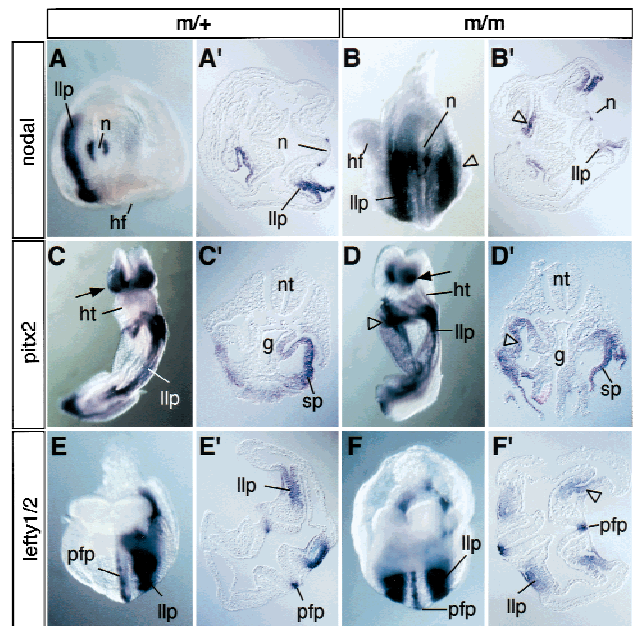 m/+ m/m
nodal
A A' B B'
llp n n llp
n hf llp n
hf llp
pitx2
C C' D D'
ht nt g sp
llp ht llp
nt g sp
lefty1/2
E E' F F'
pfp llp llp pfp
llp pfp pfp llp